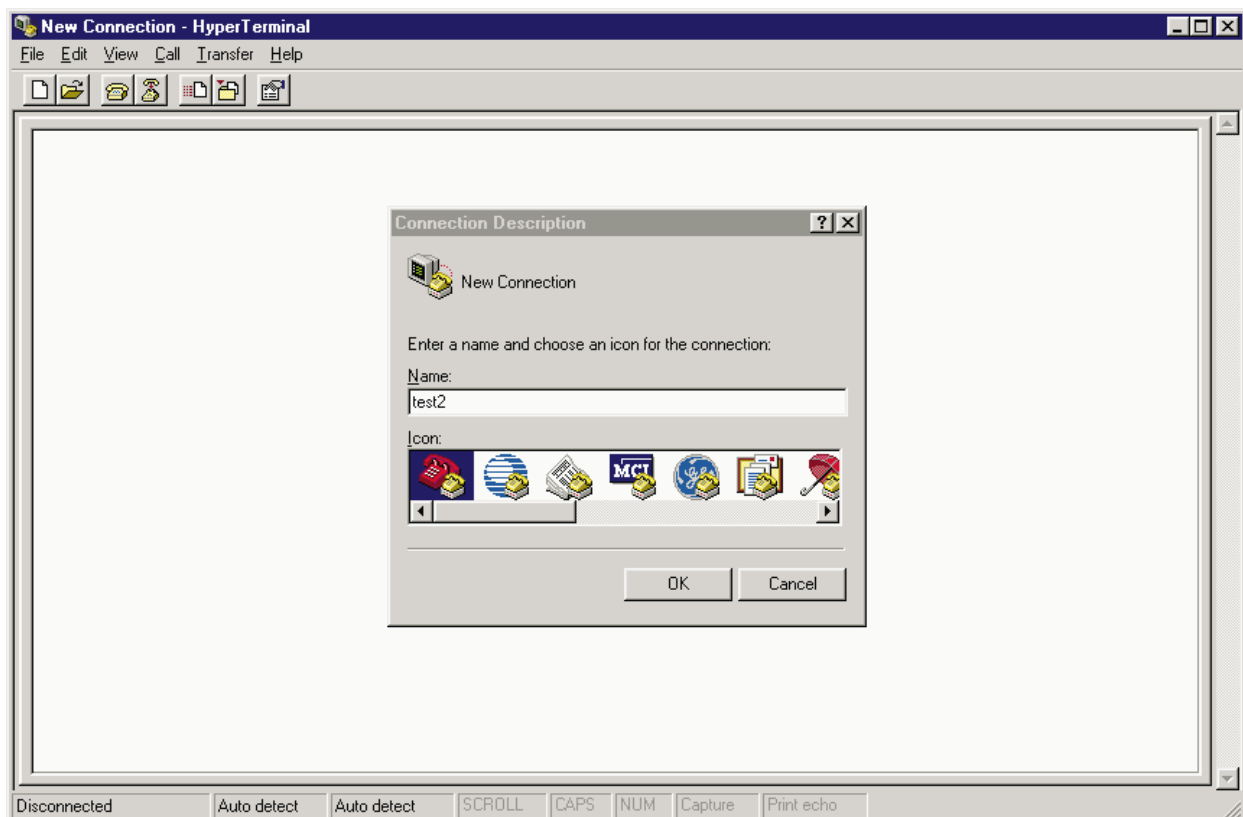 New Connection - HyperTerminal
File Edit View Call Transfer Help
Connection Description
New Connection
Enter a name and choose an icon for the connection:
Name:
test2
Icon:
MCI
OK Cancel
Disconnected Auto detect Auto detect SCROLL CAPS NUM Capture Print echo